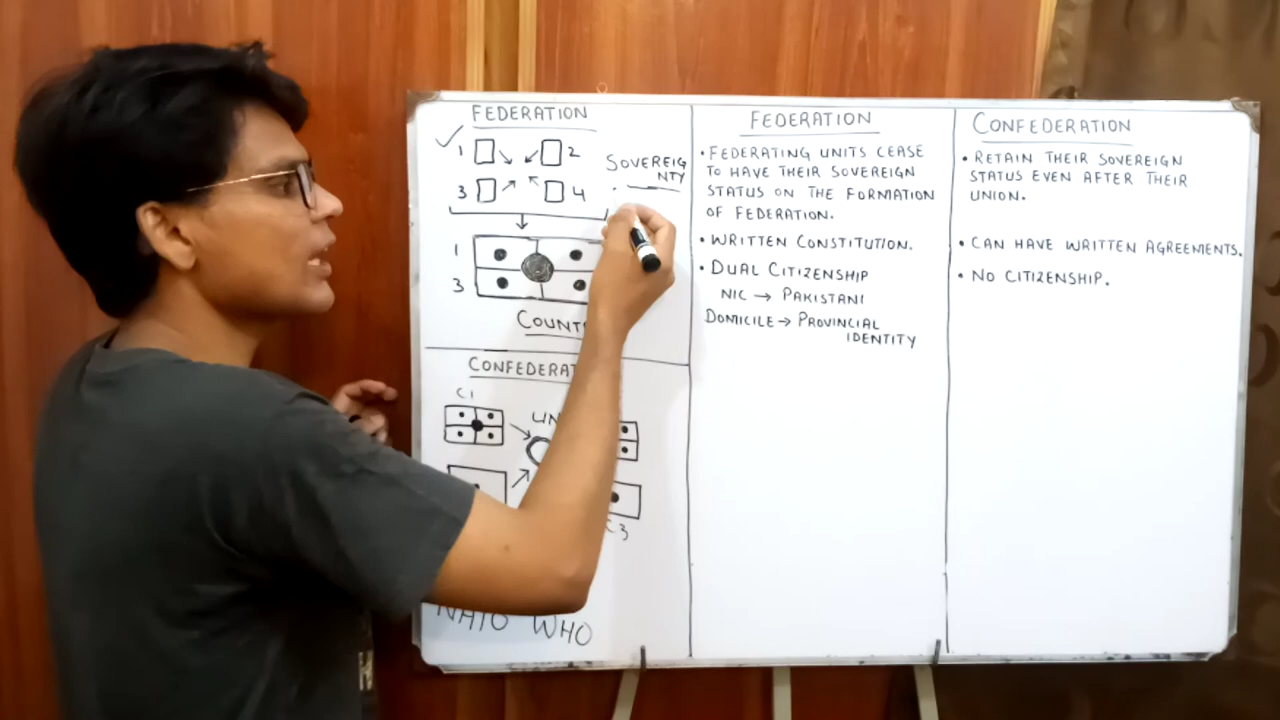 FEDERATION
1 2
SOVEREIG
NTY
3 4
1
3
CONFEDERAT
C1
C3
NATO WHO
FEDERATION
• FEDERATING UNITS CEASE
TO HAVE THEIR SOVEREIGN
STATUS ON THE FORMATION
OF FEDERATION.
• WRITTEN CONSTITUTION.
• DUAL CITIZENSHIP
NIC → PAKISTANI
DOMICILE → PROVINCIAL
IDENTITY
CONFEDERATION
• RETAIN THEIR SOVEREIGN
STATUS EVEN AFTER THEIR
UNION.
• CAN HAVE WRITTEN AGREEMENTS.
• NO CITIZENSHIP.